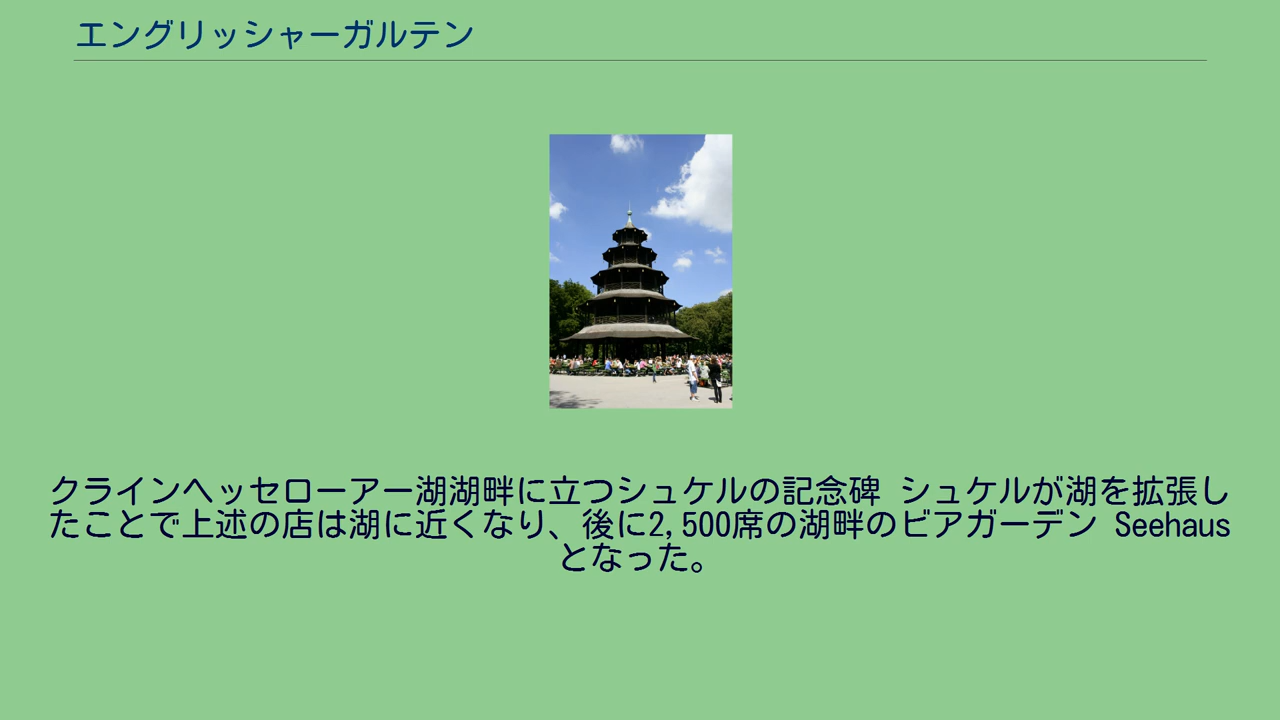 エングリッシャーガルテン
クラインヘッセローアー湖湖畔に立つシュケルの記念碑 シュケルが湖を拡張し
たことで上述の店は湖に近くなり、後に2,500席の湖畔のビアガーデン Seehaus
となった。